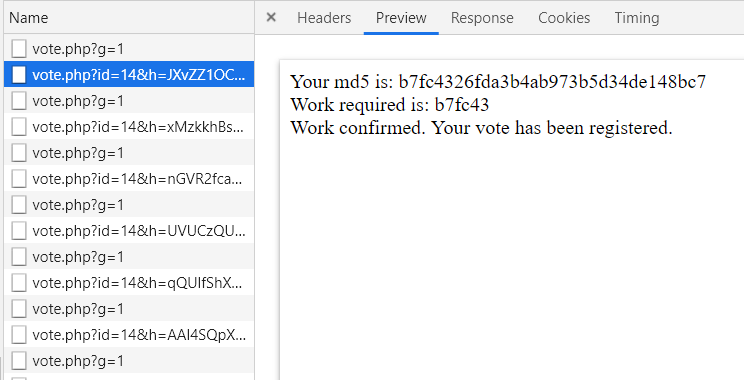 Name
× Headers Preview Response Cookies Timing
vote.php?g=1
vote.php?id=14&h=JXvZZ1OC...
vote.php?g=1
vote.php?id=14&h=xMzkkhBs...
vote.php?g=1
vote.php?id=14&h=nGVR2fca...
vote.php?g=1
vote.php?id=14&h=UVUCzQU...
vote.php?g=1
vote.php?id=14&h=qQUIfShX...
vote.php?g=1
vote.php?id=14&h=AAI4SQpX...
vote.php?g=1
Your md5 is: b7fc4326fda3b4ab973b5d34de148bc7
Work required is: b7fc43
Work confirmed. Your vote has been registered.